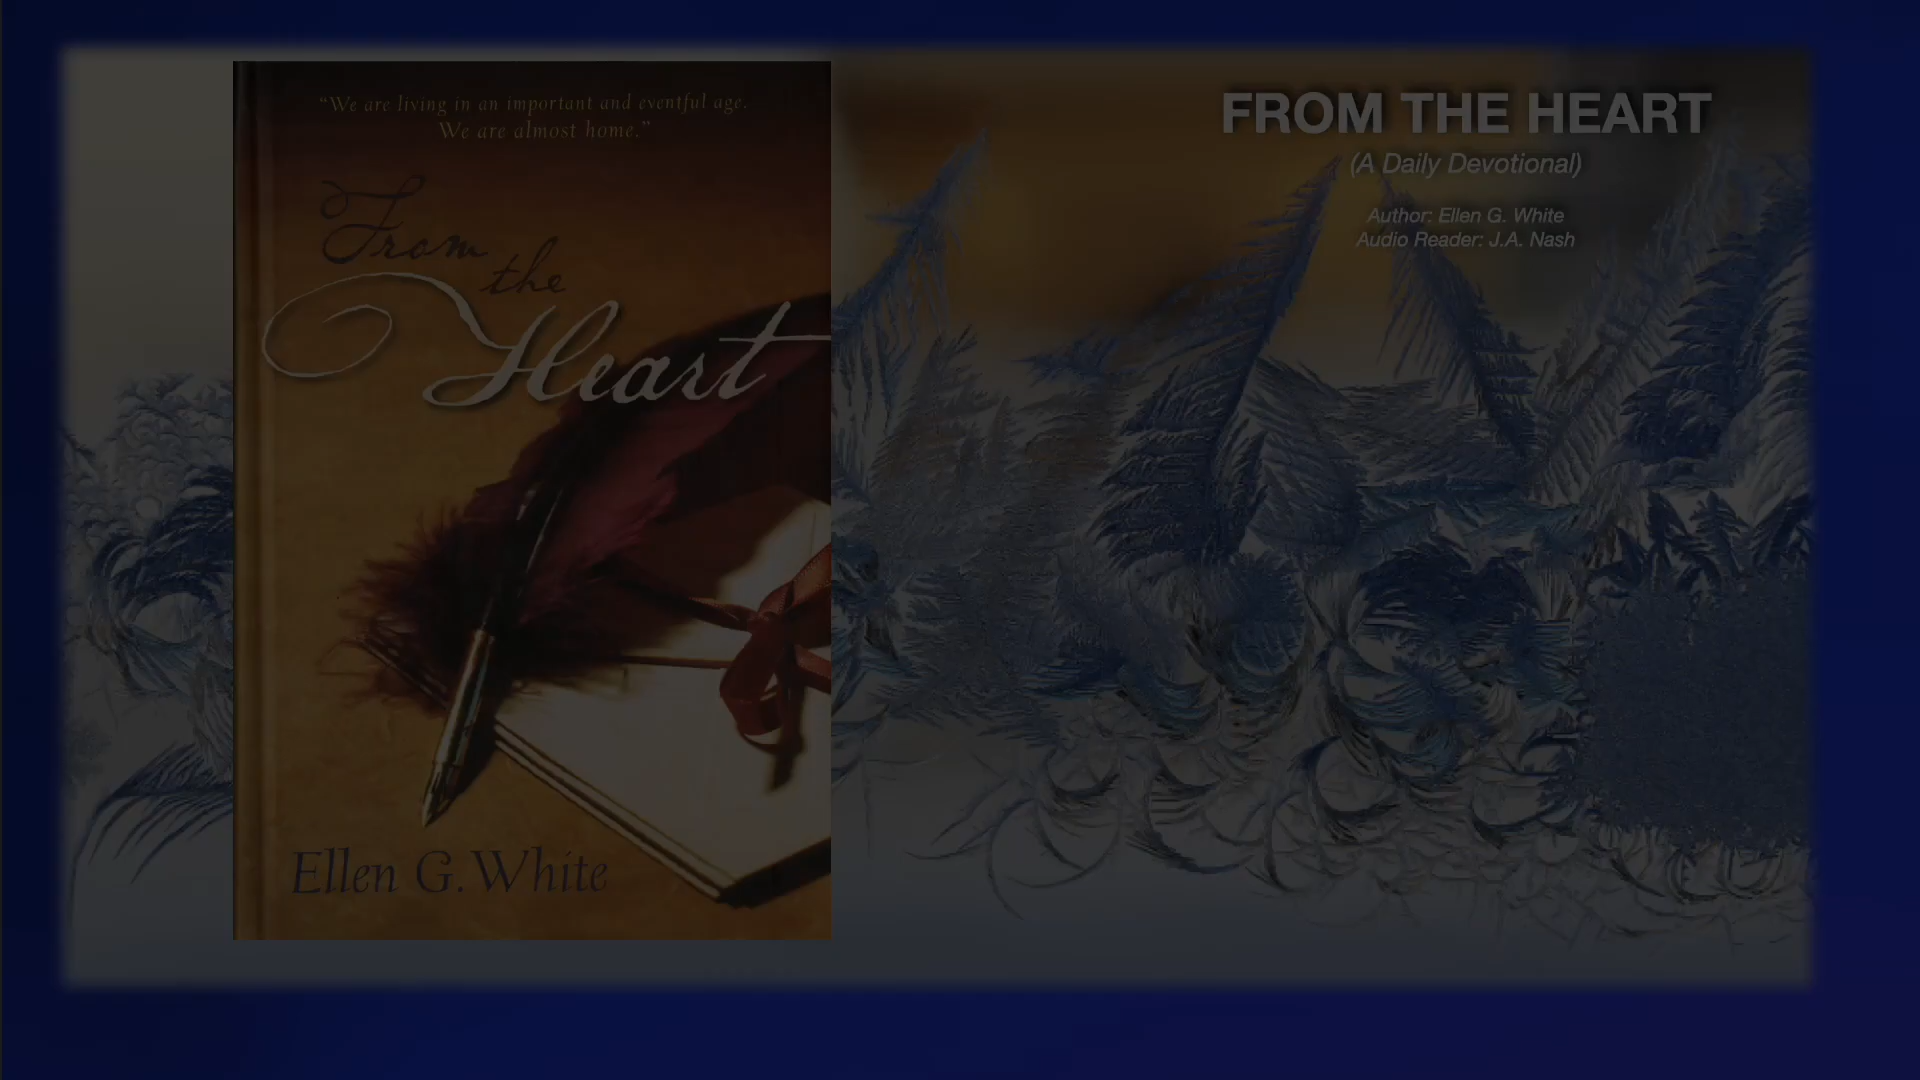 “We are living in an important and eventful age.
We are almost home.”
From
the
Heart
Ellen G. White
FROM THE HEART
(A Daily Devotional)
Author: Ellen G. White
Audio Reader: J.A. Nash